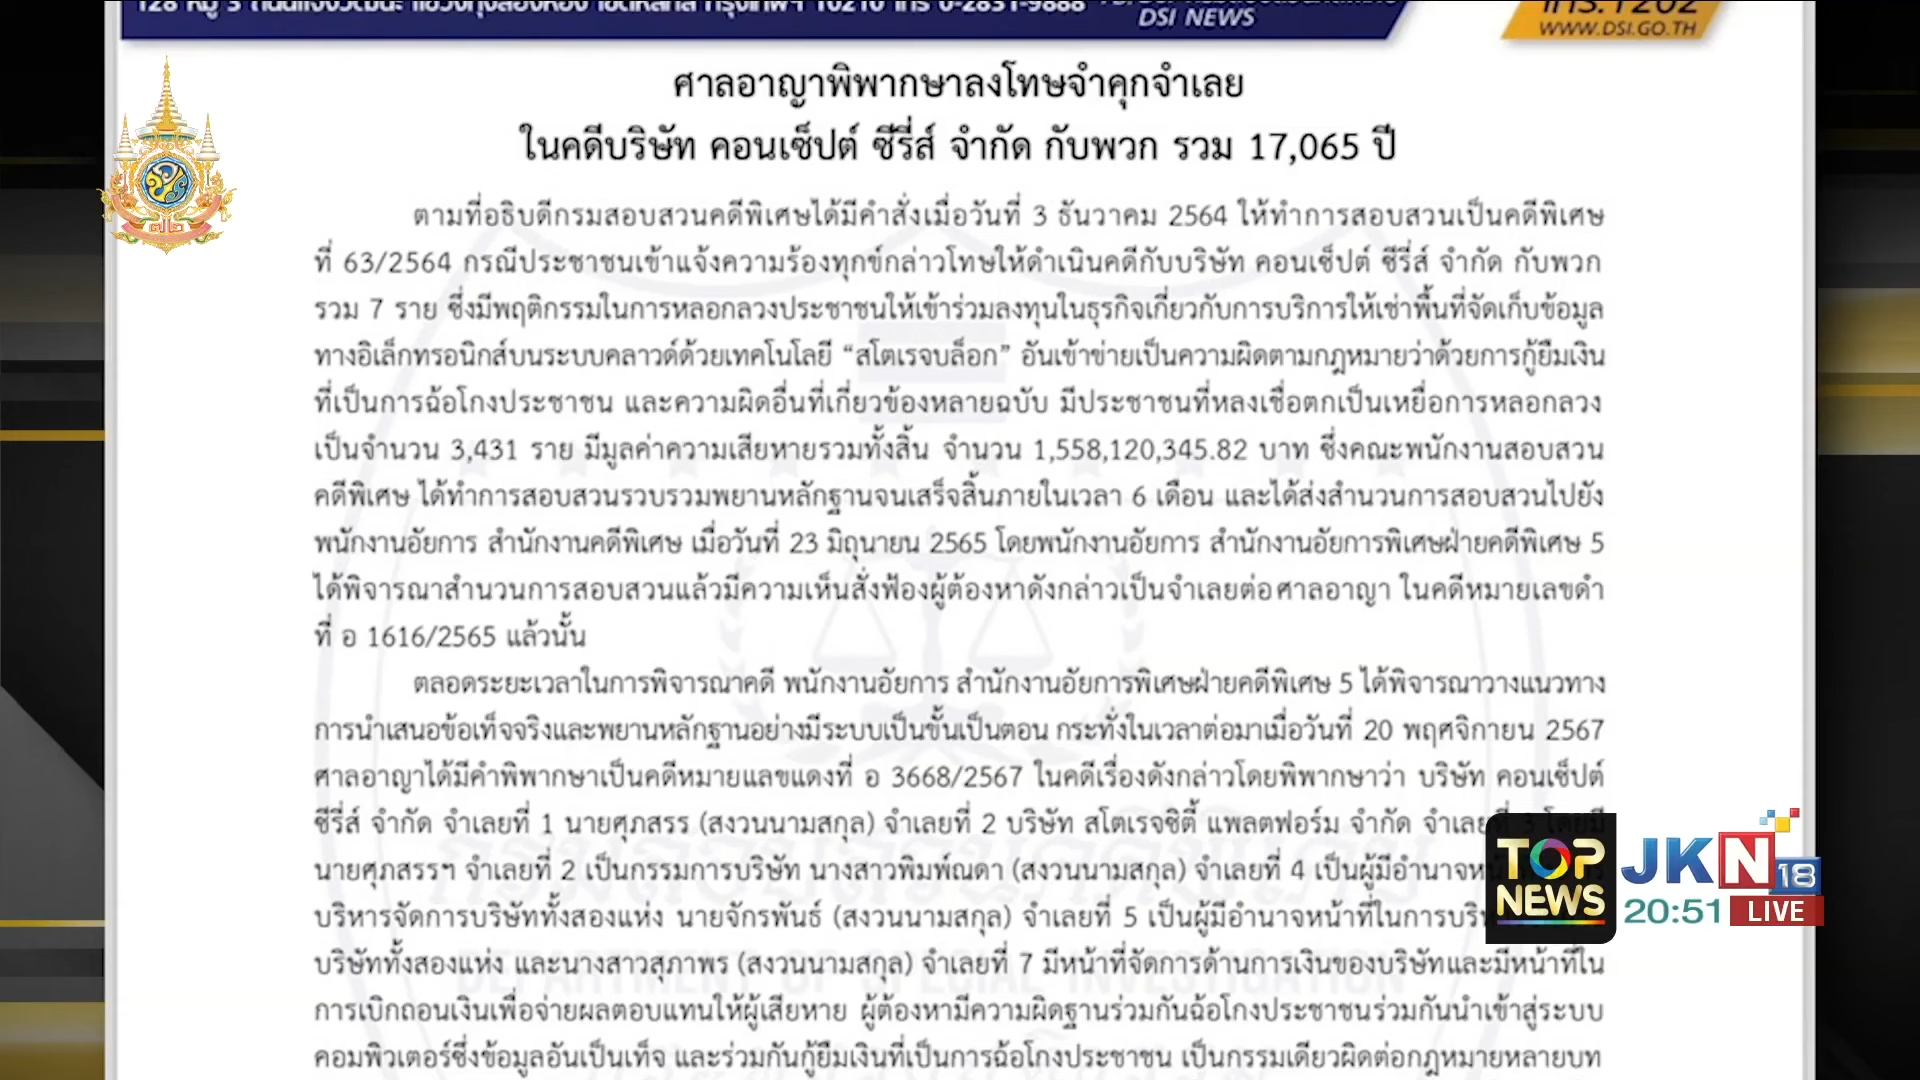 128 หมู่ 3 ถนนแจ้งวัฒนะ แขวงทุ่งสองห้อง เขตหลักสี่ กรุงเทพฯ 10210 โทร 0-2831-9888
DSI NEWS
โทร.1202
WWW.DSI.GO.TH
ศาลอาญาพิพากษาลงโทษจำคุกจำเลย
ในคดีบริษัท คอนเซ็ปต์ ซีรี่ส์ จำกัด กับพวก รวม 17,065 ปี
ตามที่อธิบดีกรมสอบสวนคดีพิเศษได้มีคำสั่งเมื่อวันที่ 3 ธันวาคม 2564 ให้ทำการสอบสวนเป็นคดีพิเศษ
ที่ 63/2564 กรณีประชาชนเข้าแจ้งความร้องทุกข์กล่าวโทษให้ดำเนินคดีกับบริษัท คอนเซ็ปต์ ซีรี่ส์ จำกัด กับพวก
รวม 7 ราย ซึ่งมีพฤติกรรมในการหลอกลวงประชาชนให้เข้าร่วมลงทุนในธุรกิจเกี่ยวกับการบริการให้เช่าพื้นที่จัดเก็บข้อมูล
ทางอิเล็กทรอนิกส์บนระบบคลาวด์ด้วยเทคโนโลยี “สโตเรจบล็อก” อันเข้าข่ายเป็นความผิดตามกฎหมายว่าด้วยการกู้ยืมเงิน
ที่เป็นการฉ้อโกงประชาชน และความผิดอื่นที่เกี่ยวข้องหลายฉบับ มีประชาชนที่หลงเชื่อตกเป็นเหยื่อการหลอกลวง
เป็นจำนวน 3,431 ราย มีมูลค่าความเสียหายรวมทั้งสิ้น จำนวน 1,558,120,345.82 บาท ซึ่งคณะพนักงานสอบสวน
คดีพิเศษ ได้ทำการสอบสวนรวบรวมพยานหลักฐานจนเสร็จสิ้นภายในเวลา 6 เดือน และได้ส่งสำนวนการสอบสวนไปยัง
พนักงานอัยการ สำนักงานคดีพิเศษ เมื่อวันที่ 23 มิถุนายน 2565 โดยพนักงานอัยการ สำนักงานอัยการพิเศษฝ่ายคดีพิเศษ 5
ได้พิจารณาสำนวนการสอบสวนแล้วมีความเห็นสั่งฟ้องผู้ต้องหาดังกล่าวเป็นจำเลยต่อศาลอาญา ในคดีหมายเลขดำ
ที่ อ 1616/2565 แล้วนั้น
ตลอดระยะเวลาในการพิจารณาคดี พนักงานอัยการ สำนักงานอัยการพิเศษฝ่ายคดีพิเศษ 5 ได้พิจารณาวางแนวทาง
การนำเสนอข้อเท็จจริงและพยานหลักฐานอย่างมีระบบเป็นขั้นเป็นตอน กระทั่งในเวลาต่อมาเมื่อวันที่ 20 พฤศจิกายน 2567
ศาลอาญาได้มีคำพิพากษาเป็นคดีหมายแลขแดงที่ อ 3668/2567 ในคดีเรื่องดังกล่าวโดยพิพากษาว่า บริษัท คอนเซ็ปต์
ซีรี่ส์ จำกัด จำเลยที่ 1 นายศุภสรร (สงวนนามสกุล) จำเลยที่ 2 บริษัท สโตเรจซิตี้ แพลตฟอร์ม จำกัด จำเลยที่ 3 โดยมี
นายศุภสรรฯ จำเลยที่ 2 เป็นกรรมการบริษัท นางสาวพิมพ์ณดา (สงวนนามสกุล) จำเลยที่ 4 เป็นผู้มีอำนาจ
บริหารจัดการบริษัททั้งสองแห่ง นายจักรพันธ์ (สงวนนามสกุล) จำเลยที่ 5 เป็นผู้มีอำนาจหน้าที่ในการ
บริษัททั้งสองแห่ง และนางสาวสุภาพร (สงวนนามสกุล) จำเลยที่ 7 มีหน้าที่จัดการด้านการเงินของบริษัทและมีหน้าที่ใน
การเบิกถอนเงินเพื่อจ่ายผลตอบแทนให้ผู้เสียหาย ผู้ต้องหามีความผิดฐานร่วมกันฉ้อโกงประชาชนร่วมกันนำเข้าสู่ระบบ
คอมพิวเตอร์ซึ่งข้อมูลอันเป็นเท็จ และร่วมกันกู้ยืมเงินที่เป็นการฉ้อโกงประชาชน เป็นกรรมเดียวผิดต่อกฎหมายหลายบท
DEPARTMENT OF SPECIAL INVESTIGATION
TOP NEWS
JKN 18
20:51 LIVE